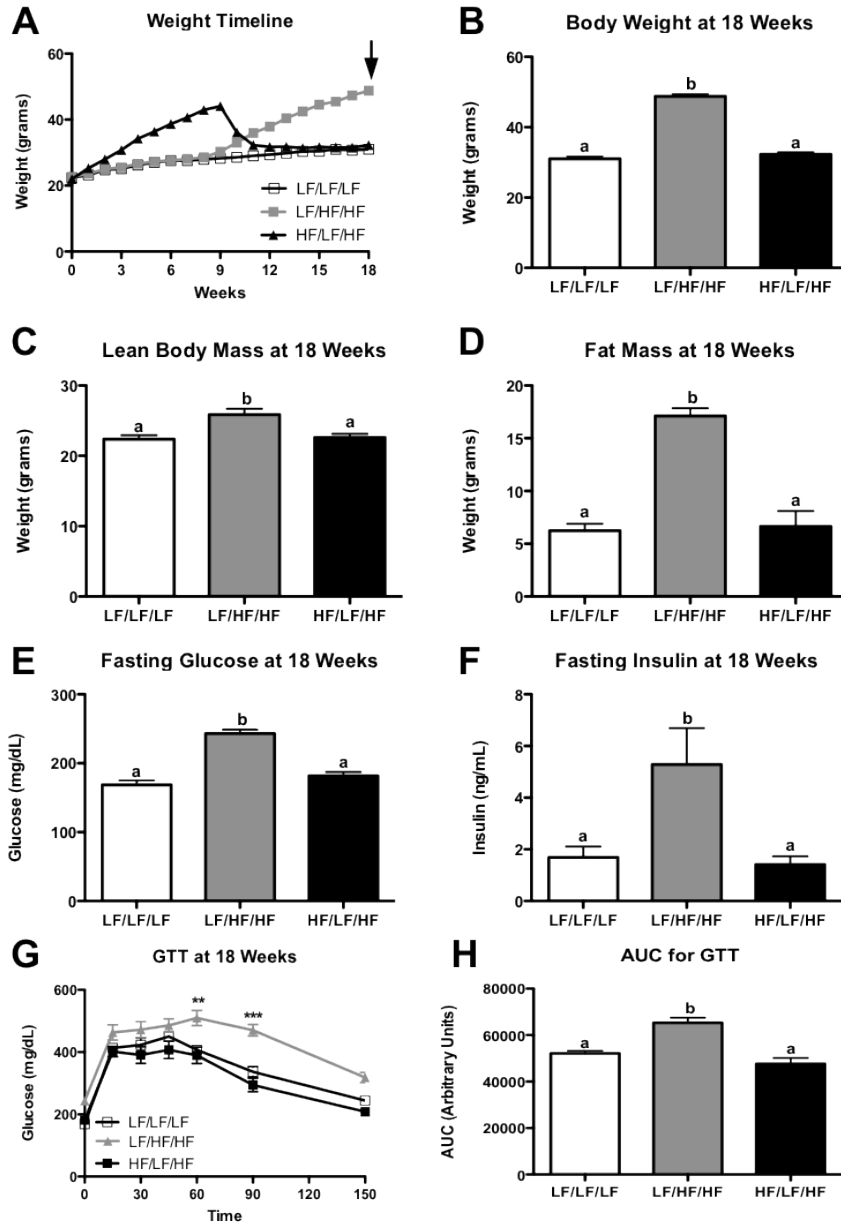 A
Weight Timeline
Weight (grams)
60
40
20
0
0 3 6 9 12 15 18
Weeks
LF/LF/LF
LF/HF/HF
HF/LF/HF
B
Body Weight at 18 Weeks
Weight (grams)
60
40
20
0
a
b
a
LF/LF/LF LF/HF/HF HF/LF/HF
C
Lean Body Mass at 18 Weeks
Weight (grams)
30
20
10
0
a
b
a
LF/LF/LF LF/HF/HF HF/LF/HF
D
Fat Mass at 18 Weeks
Weight (grams)
20
15
10
5
0
a
b
a
LF/LF/LF LF/HF/HF HF/LF/HF
E
Fasting Glucose at 18 Weeks
Glucose (mg/dL)
300
200
100
0
a
b
a
LF/LF/LF LF/HF/HF HF/LF/HF
F
Fasting Insulin at 18 Weeks
Insulin (ng/mL)
8
6
4
2
0
a
b
a
LF/LF/LF LF/HF/HF HF/LF/HF
G
GTT at 18 Weeks
Glucose (mg/dL)
600
400
200
0
** ***
LF/LF/LF
LF/HF/HF
HF/LF/HF
0 30 60 90 150
Time
H
AUC for GTT
AUC (Arbitrary Units)
80000
60000
40000
20000
0
a
b
a
LF/LF/LF LF/HF/HF HF/LF/HF